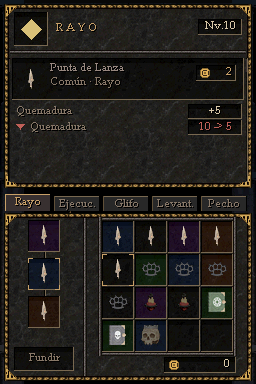 RAYO
Nv.10
Punta de Lanza
2
Común · Rayo
Quemadura +5
Quemadura 10 -> 5
Rayo Ejecuc. Glifo Levant. Pecho
Fundir
0